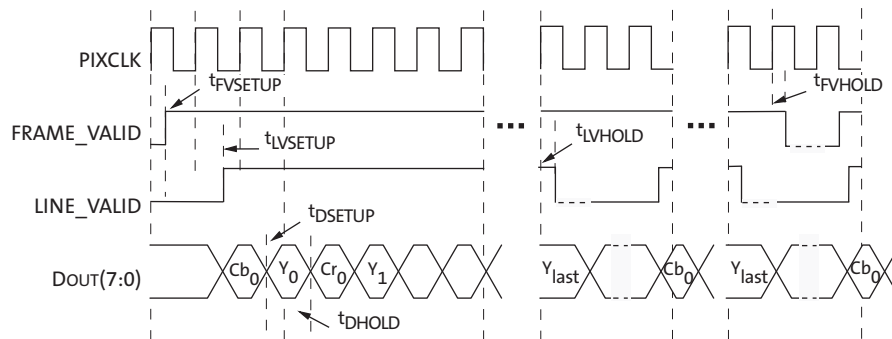 PIXCLK
tFVSETUP
tFVHOLD
FRAME_VALID
...
...
tLVSETUP
tLVHOLD
LINE_VALID
tDSETUP
DOUT(7:0)
Cb0 Y0 Cr0 Y1 Ylast Cb0 Ylast Cb0
tDHOLD